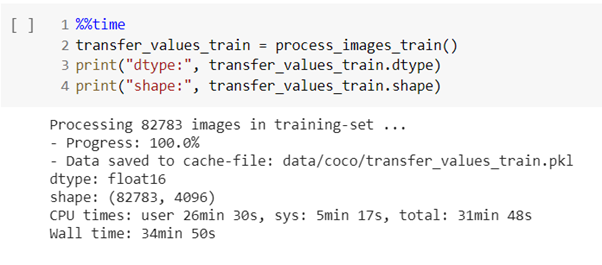 [ ] 1 %%time
2 transfer_values_train = process_images_train()
3 print("dtype:", transfer_values_train.dtype)
4 print("shape:", transfer_values_train.shape)
Processing 82783 images in training-set ...
- Progress: 100.0%
- Data saved to cache-file: data/coco/transfer_values_train.pkl
dtype: float16
shape: (82783, 4096)
CPU times: user 26min 30s, sys: 5min 17s, total: 31min 48s
Wall time: 34min 50s